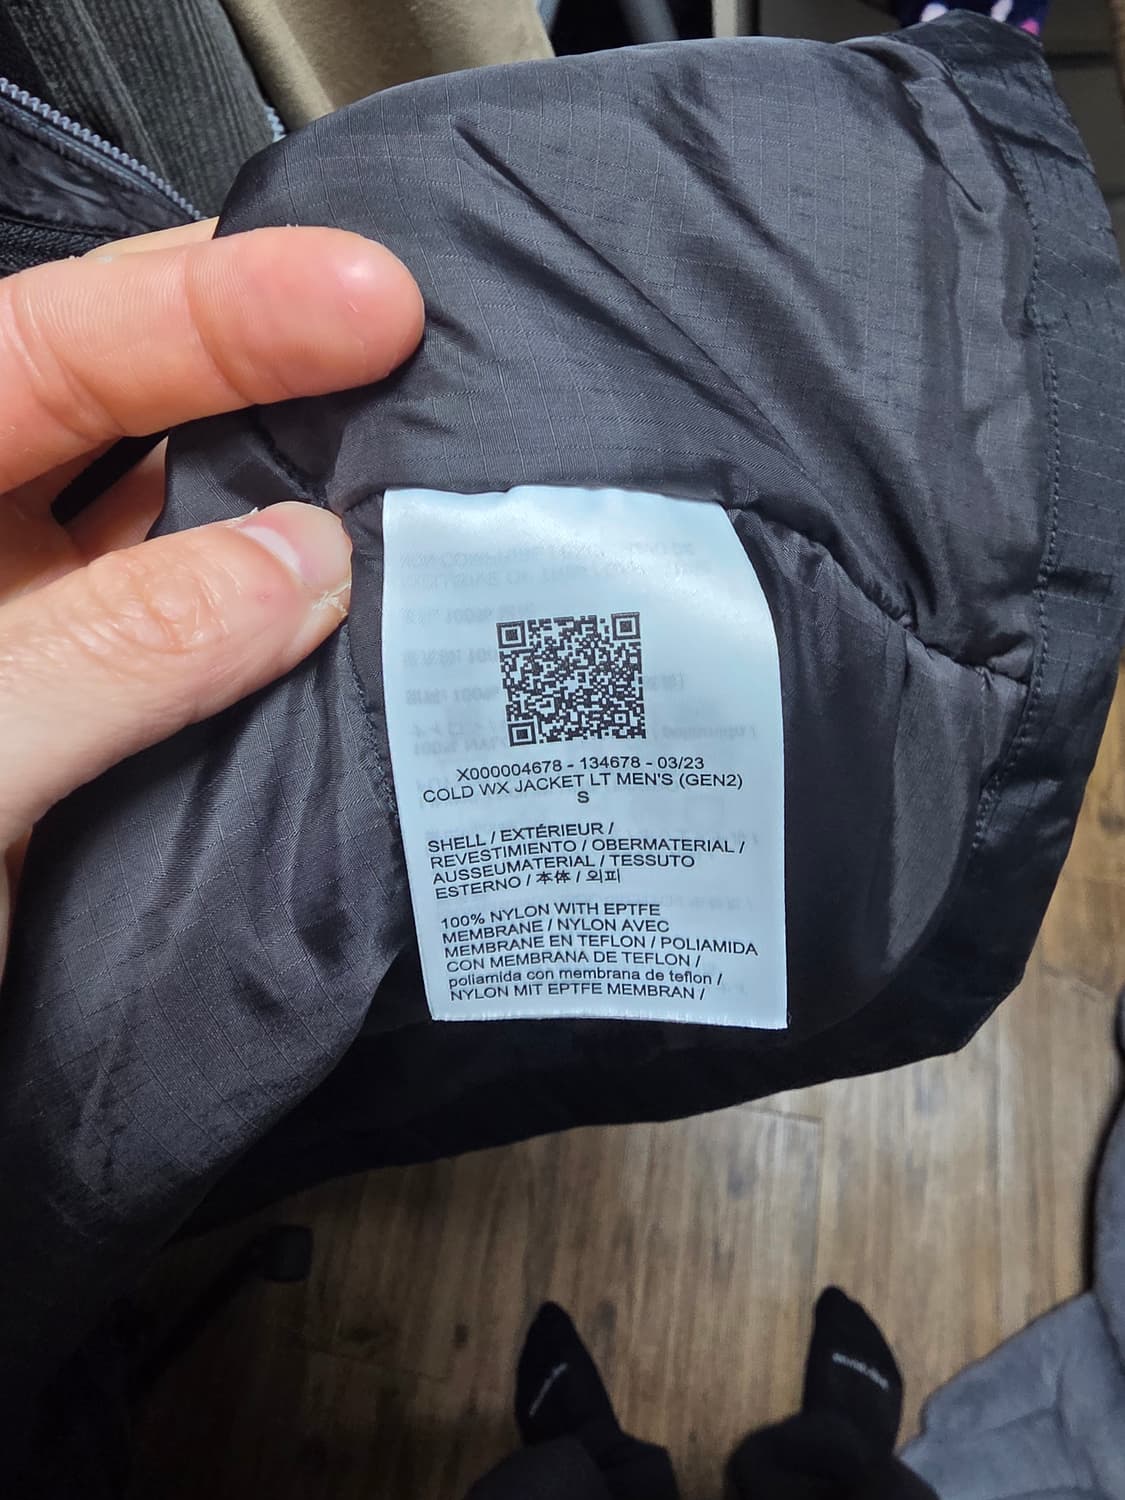 X000004678 - 134678 - 03/23
COLD WX JACKET LT MEN'S (GEN2)
S
SHELL / EXTÉRIEUR /
REVESTIMIENTO / OBERMATERIAL /
AUSSEUMATERIAL / TESSUTO
ESTERNO / 本体 / 외피
100% NYLON WITH EPTFE
MEMBRANE / NYLON AVEC
MEMBRANE EN TEFLON / POLIAMIDA
CON MEMBRANA DE TEFLON /
poliamida con membrana de teflon /
NYLON MIT EPTFE MEMBRAN /